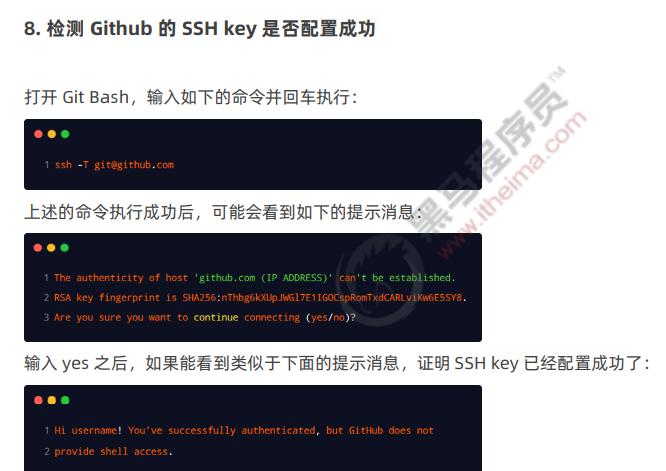 8. 检测 Github 的 SSH key 是否配置成功
打开 Git Bash，输入如下的命令并回车执行：
1 ssh -T git@github.com
上述的命令执行成功后，可能会看到如下的提示消息：
1 The authenticity of host 'github.com (IP ADDRESS)' can't be established.
2 RSA key fingerprint is SHA256:nThbg6kXUpJWGl7E1IGOCspRomTxdCARLviKw6E5SY8.
3 Are you sure you want to continue connecting (yes/no)?
输入 yes 之后，如果能看到类似于下面的提示消息，证明 SSH key 已经配置成功了：
1 Hi username! You've successfully authenticated, but GitHub does not
2 provide shell access.
黑马程序员™
www.itheima.com